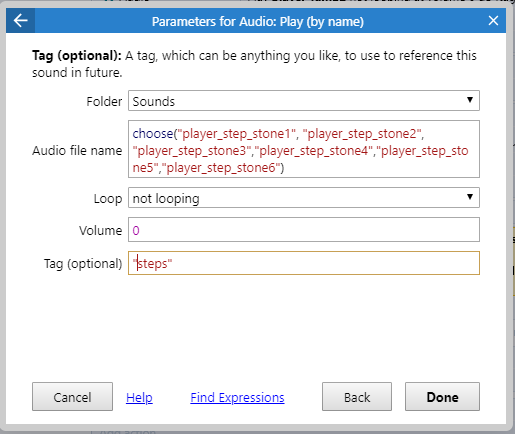 Parameters for Audio: Play (by name)
Tag (optional): A tag, which can be anything you like, to use to reference this
sound in future.
Folder Sounds
Audio file name choose("player_step_stone1", "player_step_stone2",
"player_step_stone3","player_step_stone4","player_step_sto
ne5","player_step_stone6")
Loop not looping
Volume 0
Tag (optional) "steps"
Cancel Help Find Expressions Back Done